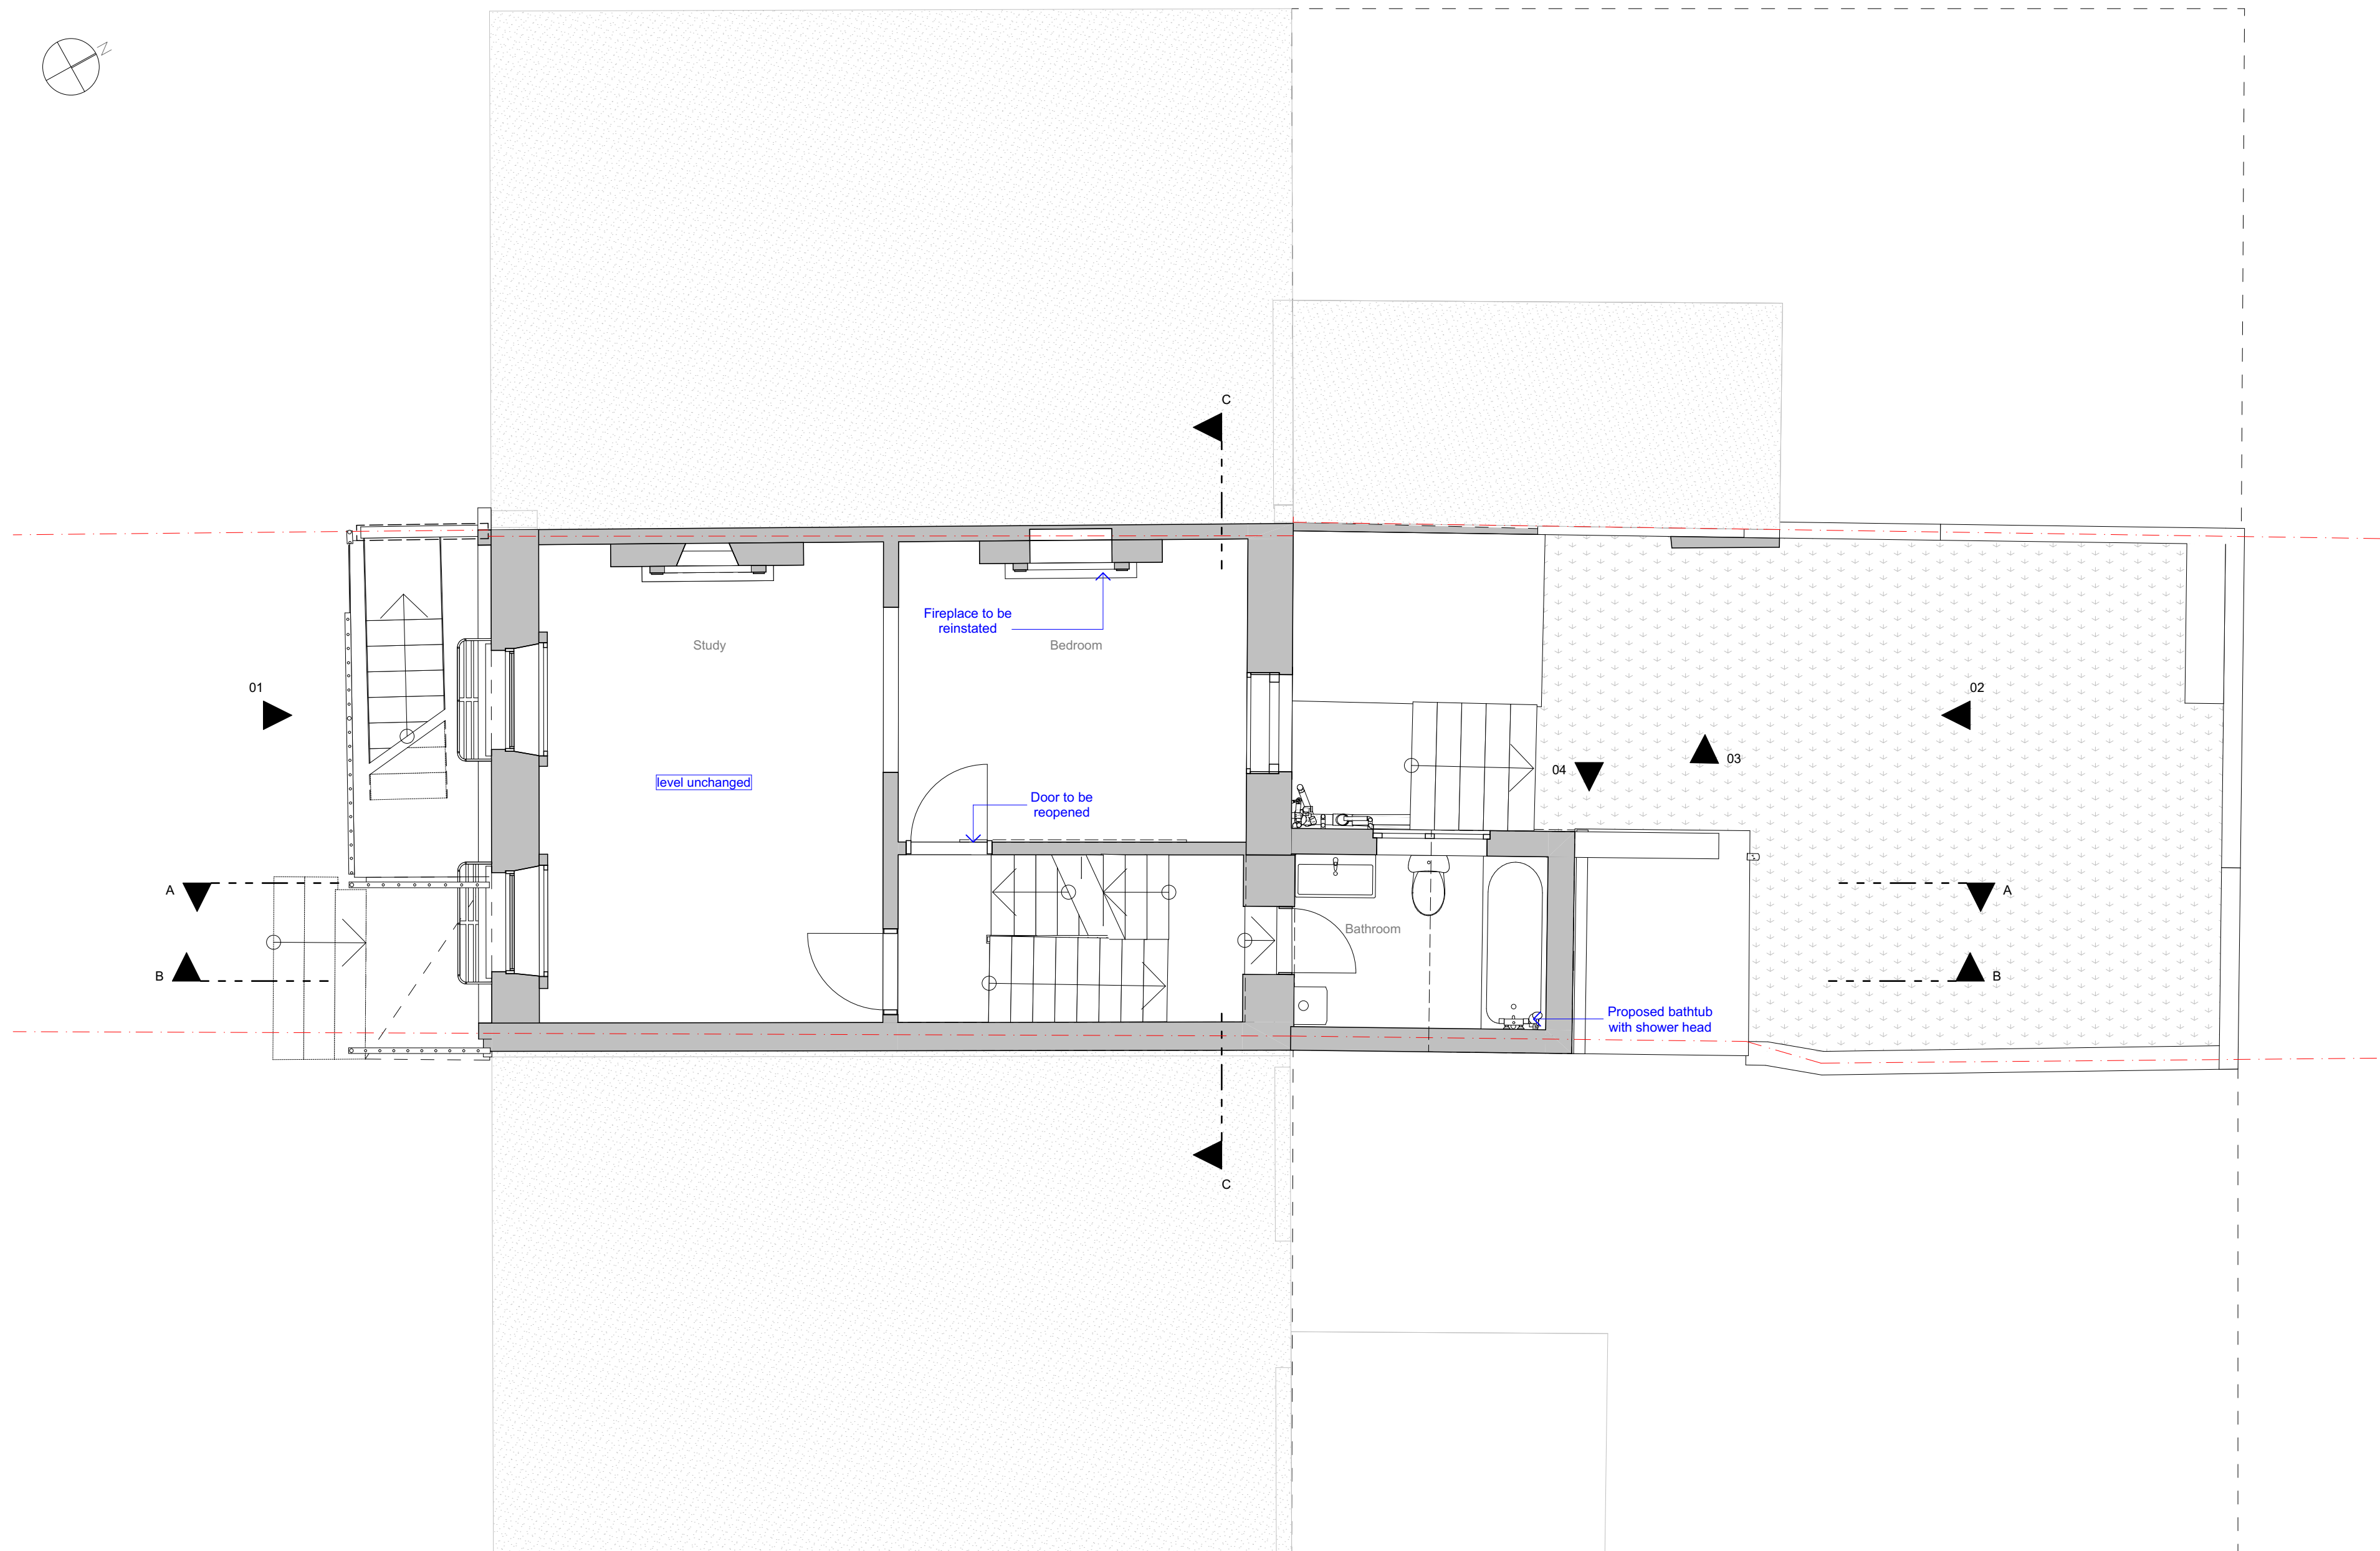 N
C
Fireplace to be
reinstated
Study
Bedroom
01
02
03
04
level unchanged
Door to be
reopened
A
A
Bathroom
B
B
Proposed bathtub
with shower head
C